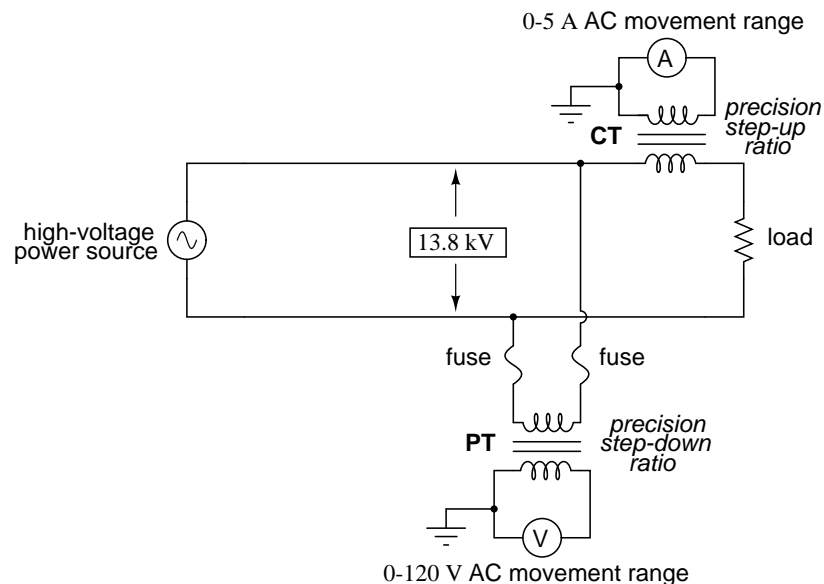 0-5 A AC movement range
A
CT
precision
step-up
ratio
high-voltage
power source
13.8 kV
load
fuse
fuse
PT
precision
step-down
ratio
V
0-120 V AC movement range